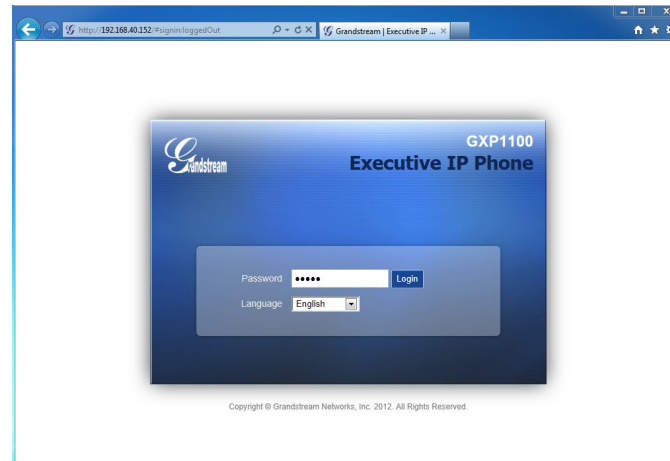 http://192.168.40.152/#signin:loggedOut
Grandstream | Executive IP ...
Grandstream
GXP1100
Executive IP Phone
Password
Login
Language
English
Copyright © Grandstream Networks, Inc. 2012. All Rights Reserved.